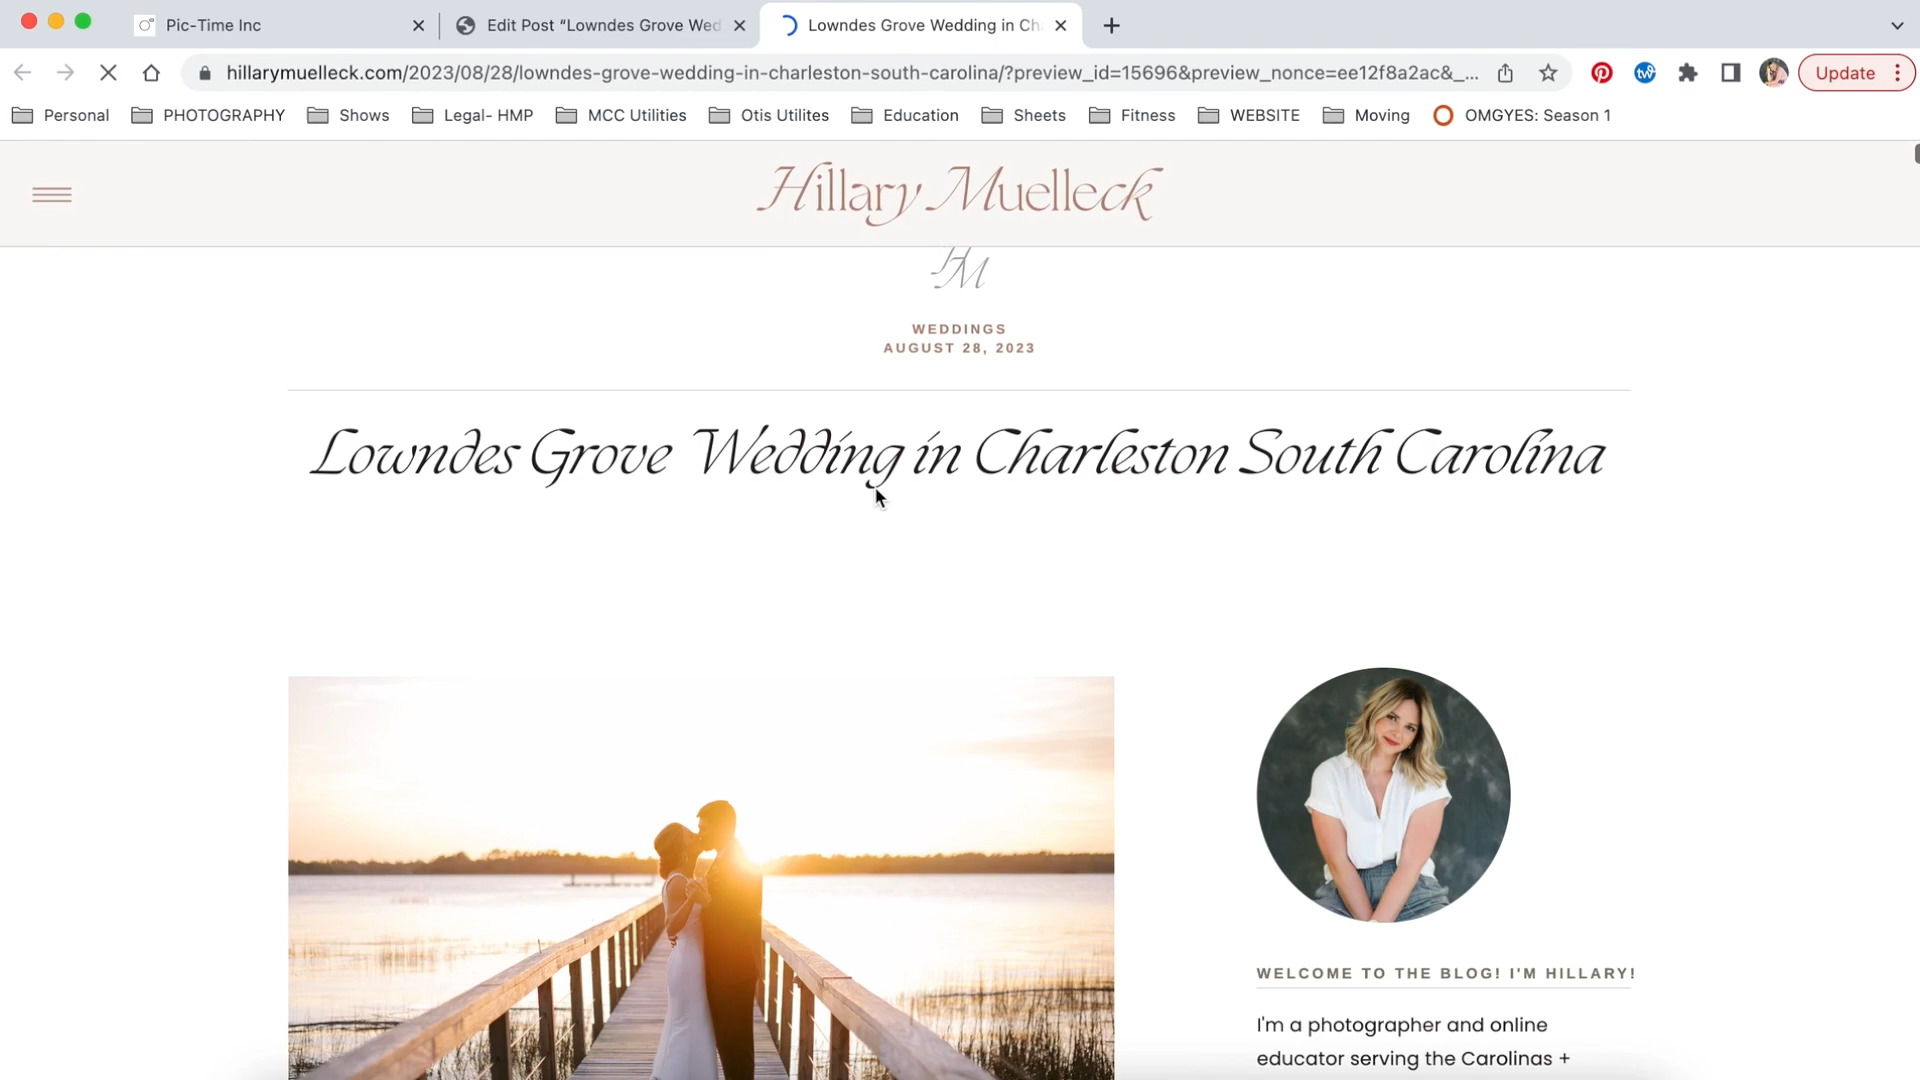 Pic-Time Inc
Edit Post “Lowndes Grove Wed
Lowndes Grove Wedding in Ch
hillarymuelleck.com/2023/08/28/lowndes-grove-wedding-in-charleston-south-carolina/?preview_id=15696&preview_nonce=ee12f8a2ac&_...
Update
Personal
PHOTOGRAPHY
Shows
Legal- HMP
MCC Utilities
Otis Utilites
Education
Sheets
Fitness
WEBSITE
Moving
OMGYES: Season 1
Hillary Muelleck
HM
WEDDINGS
AUGUST 28, 2023
Lowndes Grove Wedding in Charleston South Carolina
WELCOME TO THE BLOG! I'M HILLARY!
I'm a photographer and online
educator serving the Carolinas +